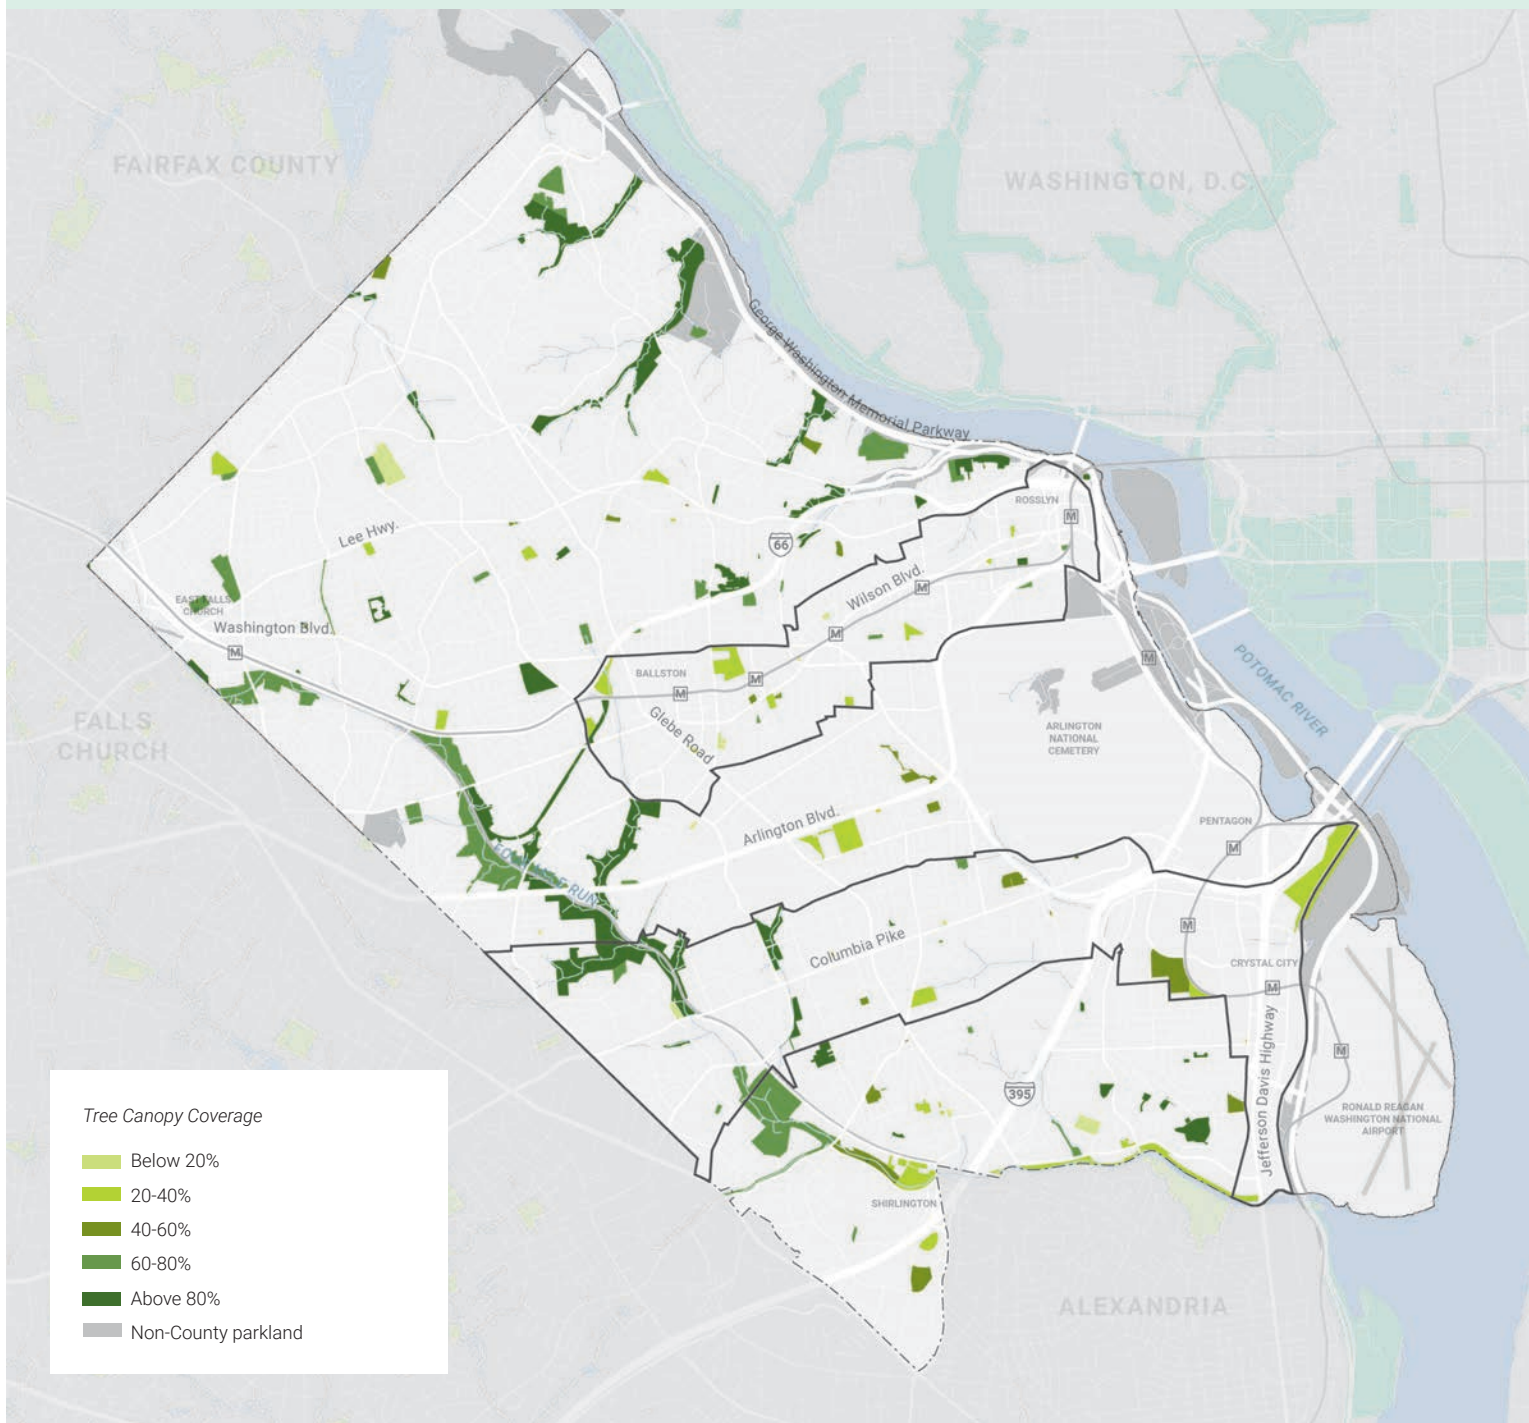 FAIRFAX COUNTY
WASHINGTON, D.C.
George Washington Memorial Parkway
ROSSLYN
M
Lee Hwy.
66
Wilson Blvd.
M
EAST FALLS
CHURCH
Washington Blvd.
M
M
BALLSTON
M
M
M
POTOMAC RIVER
FALLS
CHURCH
Glebe Road
ARLINGTON
NATIONAL
CEMETERY
Arlington Blvd.
PENTAGON
M
RUN
Columbia Pike
M
CRYSTAL CITY
M
Jefferson Davis Highway
M
395
RONALD REAGAN
WASHINGTON NATIONAL
AIRPORT
SHIRLINGTON
ALEXANDRIA
Tree Canopy Coverage
Below 20%
20-40%
40-60%
60-80%
Above 80%
Non-County parkland